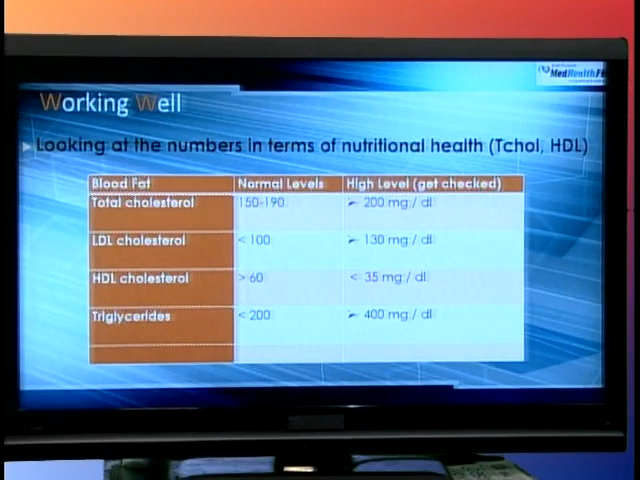 MedHealthFi
Working Well
Looking at the numbers in terms of nutritional health (Tchol, HDL)
Blood Fat Normal Levels High Level (get checked)
Total cholesterol 150-190 ➢ 200 mg / dl
LDL cholesterol < 100 ➢ 130 mg / dl
HDL cholesterol > 60 < 35 mg / dl
Triglycerides < 200 ➢ 400 mg / dl